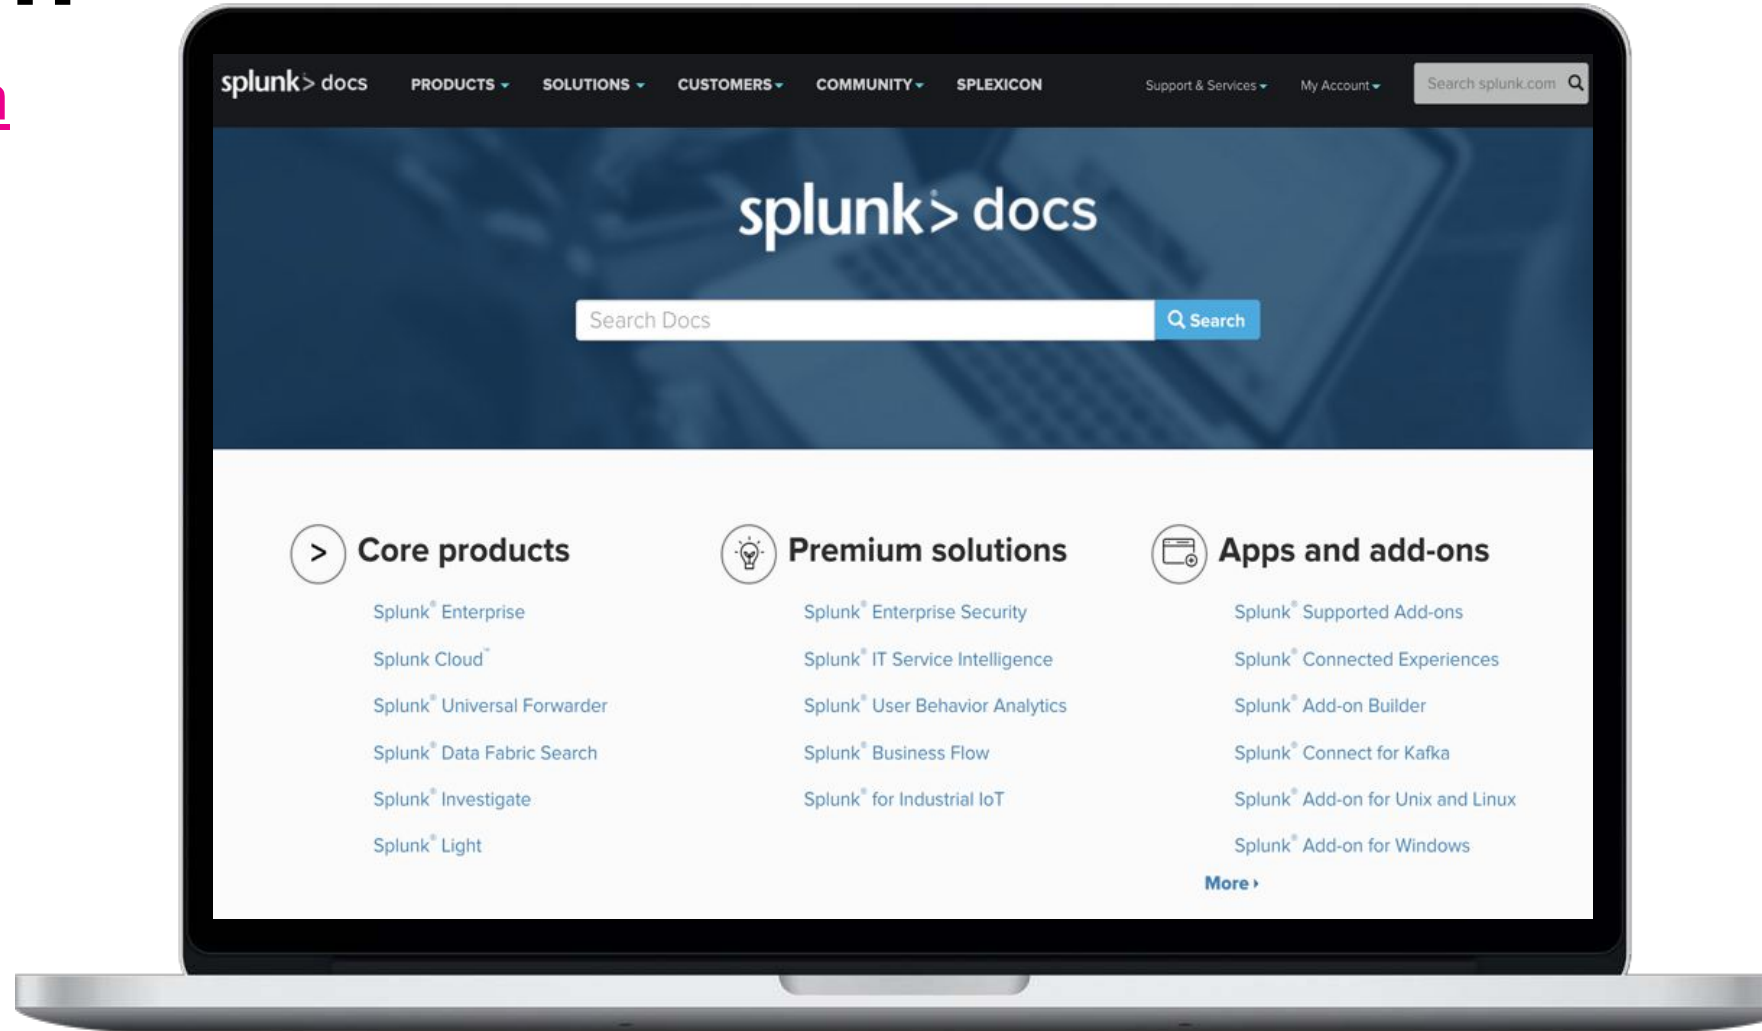 splunk> docs PRODUCTS SOLUTIONS CUSTOMERS COMMUNITY SPLEXICON Support & Services My Account Search splunk.com
splunk> docs
Search Docs Search
> Core products
Splunk® Enterprise
Splunk Cloud™
Splunk® Universal Forwarder
Splunk® Data Fabric Search
Splunk® Investigate
Splunk® Light
Premium solutions
Splunk® Enterprise Security
Splunk® IT Service Intelligence
Splunk® User Behavior Analytics
Splunk® Business Flow
Splunk® for Industrial IoT
Apps and add-ons
Splunk® Supported Add-ons
Splunk® Connected Experiences
Splunk® Add-on Builder
Splunk® Connect for Kafka
Splunk® Add-on for Unix and Linux
Splunk® Add-on for Windows
More ›